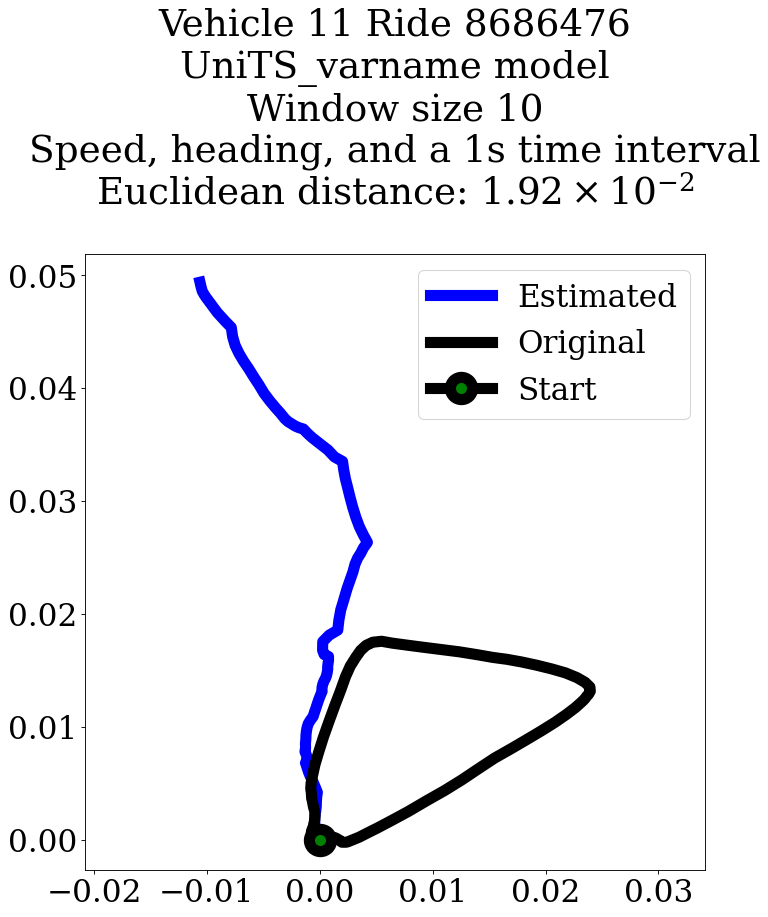 Vehicle 11 Ride 8686476
UniTS_varname model
Window size 10
Speed, heading, and a 1s time interval
Euclidean distance: 1.92 × 10⁻²
Estimated
Original
Start
0.05
0.04
0.03
0.02
0.01
0.00
−0.02 −0.01 0.00 0.01 0.02 0.03